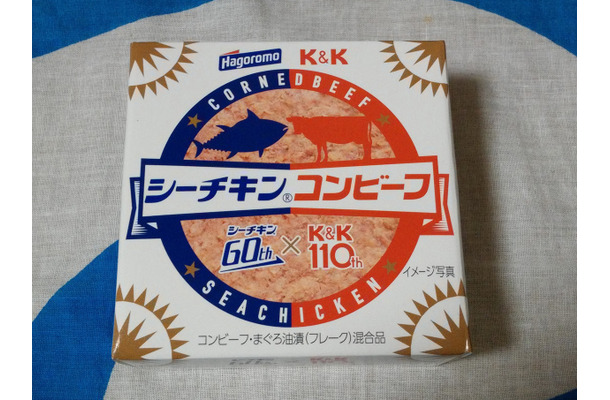 Hagoromo K&K
CORNEDBEEF
シーチキン®コンビーフ
シーチキン K&K
60th × 110th
イメージ写真
SEACHICKEN
コンビーフ・まぐろ油漬(フレーク)混合品